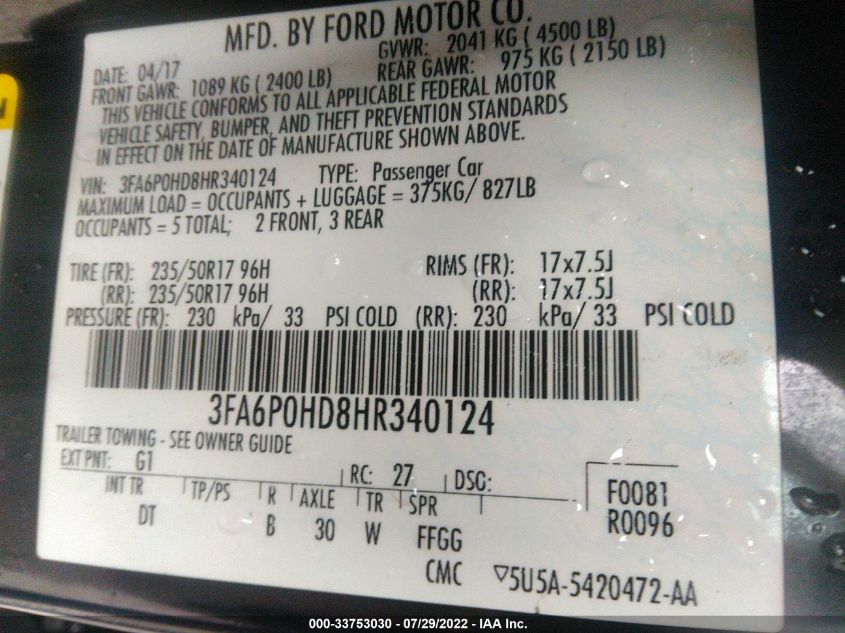 MFD. BY FORD MOTOR CO.
DATE: 04/17 GVWR: 2041 KG ( 4500 LB)
FRONT GAWR: 1089 KG ( 2400 LB) REAR GAWR: 975 KG ( 2150 LB)
THIS VEHICLE CONFORMS TO ALL APPLICABLE FEDERAL MOTOR
VEHICLE SAFETY, BUMPER, AND THEFT PREVENTION STANDARDS
IN EFFECT ON THE DATE OF MANUFACTURE SHOWN ABOVE.
VIN: 3FA6P0HD8HR340124 TYPE: Passenger Car
MAXIMUM LOAD = OCCUPANTS + LUGGAGE = 375KG/ 827LB
OCCUPANTS = 5 TOTAL; 2 FRONT, 3 REAR
TIRE (FR): 235/50R17 96H RIMS (FR): 17x7.5J
(RR): 235/50R17 96H (RR): 17x7.5J
PRESSURE (FR): 230 kPa/ 33 PSI COLD (RR): 230 kPa/ 33 PSI COLD
3FA6P0HD8HR340124
TRAILER TOWING - SEE OWNER GUIDE
EXT PNT: G1 RC: 27 DSO: F0081
INT TR TP/PS R AXLE TR SPR R0096
DT B 30 W FFGG
CMC ▽5U5A-5420472-AA
000-33753030 - 07/29/2022 - IAA Inc.